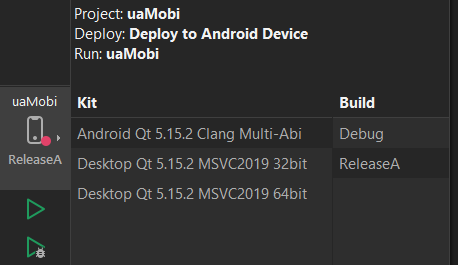 Project: uaMobi
Deploy: Deploy to Android Device
Run: uaMobi
uaMobi
ReleaseA
Kit Build
Android Qt 5.15.2 Clang Multi-Abi Debug
Desktop Qt 5.15.2 MSVC2019 32bit ReleaseA
Desktop Qt 5.15.2 MSVC2019 64bit